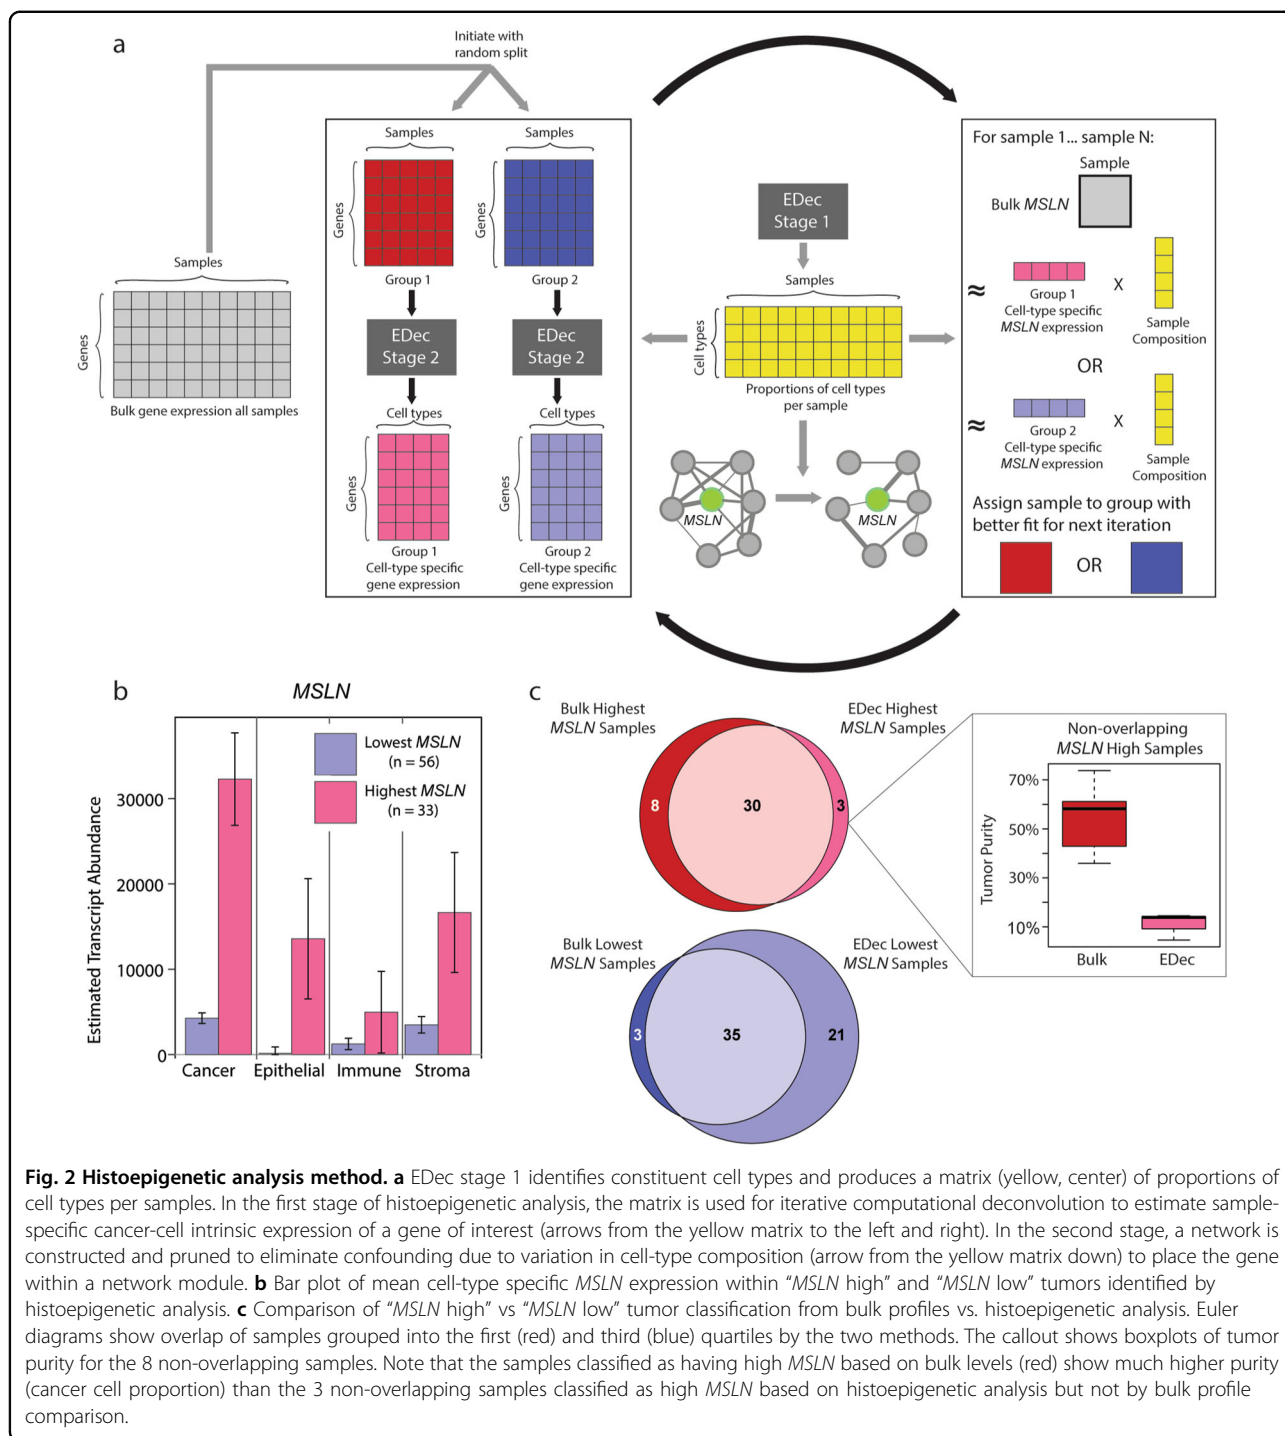 a
Initiate with
random split
Samples
Genes
Bulk gene expression all samples
Samples
Genes
Group 1
EDec
Stage 2
Cell types
Genes
Group 1
Cell-type specific
gene expression
Samples
Genes
Group 2
EDec
Stage 2
Cell types
Genes
Group 2
Cell-type specific
gene expression
EDec
Stage 1
Samples
Cell types
Proportions of cell types
per sample
MSLN
MSLN
For sample 1... sample N:
Sample
Bulk MSLN
≈
Group 1
Cell-type specific
MSLN expression
X
Sample
Composition
OR
≈
Group 2
Cell-type specific
MSLN expression
X
Sample
Composition
Assign sample to group with
better fit for next iteration
OR
b
MSLN
Lowest MSLN
(n = 56)
Highest MSLN
(n = 33)
Estimated Transcript Abundance
30000
20000
10000
0
Cancer Epithelial Immune Stroma
c
Bulk Highest
MSLN Samples
EDec Highest
MSLN Samples
8 30 3
Bulk Lowest
MSLN Samples
EDec Lowest
MSLN Samples
3 35 21
Non-overlapping
MSLN High Samples
Tumor Purity
70%
50%
30%
10%
Bulk EDec
Fig. 2 Histoepigenetic analysis method. a EDec stage 1 identifies constituent cell types and produces a matrix (yellow, center) of proportions of
cell types per samples. In the first stage of histoepigenetic analysis, the matrix is used for iterative computational deconvolution to estimate sample-
specific cancer-cell intrinsic expression of a gene of interest (arrows from the yellow matrix to the left and right). In the second stage, a network is
constructed and pruned to eliminate confounding due to variation in cell-type composition (arrow from the yellow matrix down) to place the gene
within a network module. b Bar plot of mean cell-type specific MSLN expression within “MSLN high” and “MSLN low” tumors identified by
histoepigenetic analysis. c Comparison of “MSLN high” vs “MSLN low” tumor classification from bulk profiles vs. histoepigenetic analysis. Euler
diagrams show overlap of samples grouped into the first (red) and third (blue) quartiles by the two methods. The callout shows boxplots of tumor
purity for the 8 non-overlapping samples. Note that the samples classified as having high MSLN based on bulk levels (red) show much higher purity
(cancer cell proportion) than the 3 non-overlapping samples classified as high MSLN based on histoepigenetic analysis but not by bulk profile
comparison.